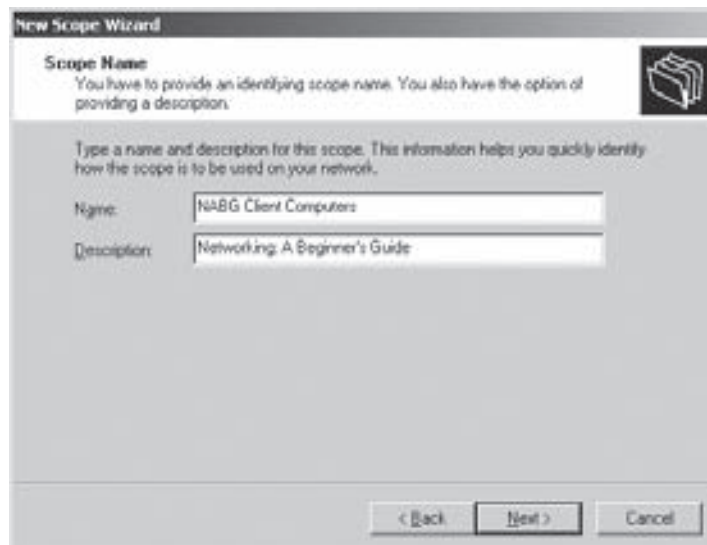 New Scope Wizard
Scope Name
You have to provide an identifying scope name. You also have the option of
providing a description.
Type a name and description for this scope. This information helps you quickly identify
how the scope is to be used on your network.
Name: NABG Client Computers
Description: Networking: A Beginner's Guide
< Back Next > Cancel